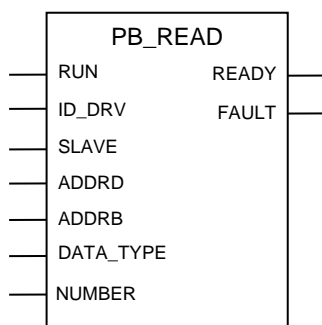 PB_READ
RUN READY
ID_DRV FAULT
SLAVE
ADDRD
ADDRB
DATA_TYPE
NUMBER